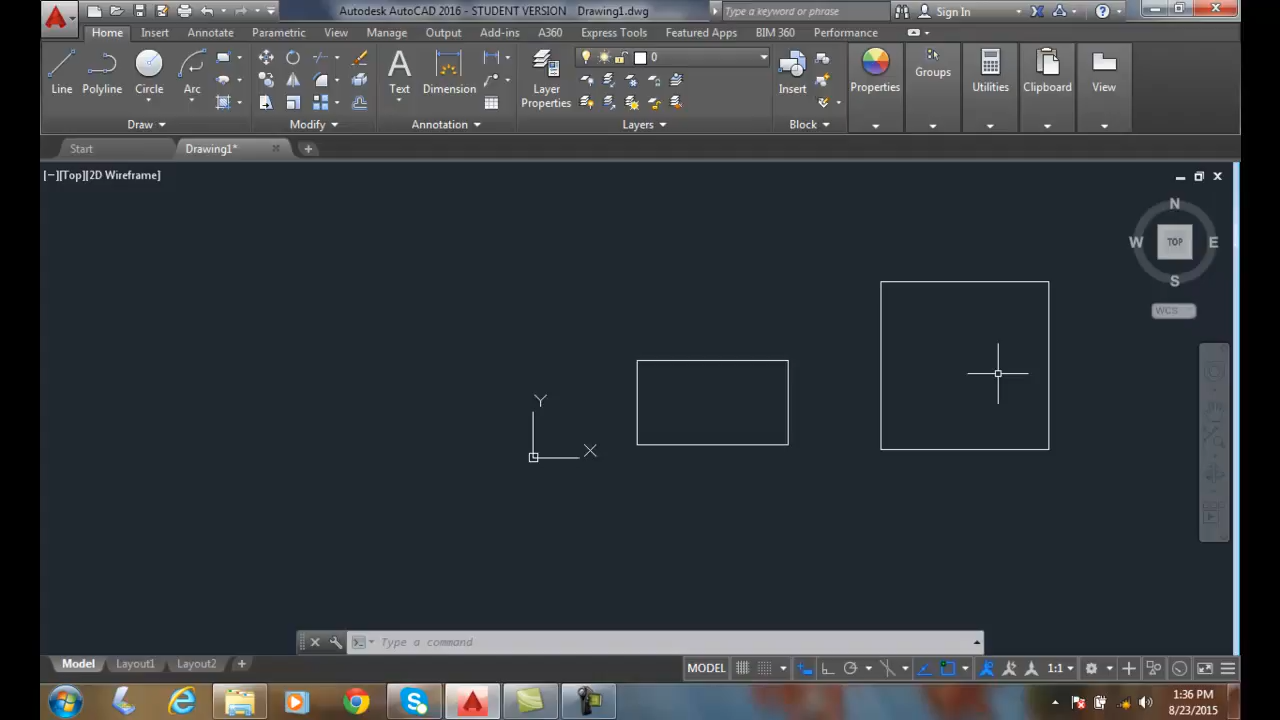 Autodesk AutoCAD 2016 - STUDENT VERSION Drawing1.dwg
Type a keyword or phrase
Sign In
Home Insert Annotate Parametric View Manage Output Add-ins A360 Express Tools Featured Apps BIM 360 Performance
Line Polyline Circle Arc
Draw
Modify
Text Dimension
Annotation
Layer Properties
0
Layers
Insert
Block
Properties
Groups
Utilities
Clipboard
View
Start Drawing1*
[−][Top][2D Wireframe]
N
W TOP E
S
WCS
Y
X
Type a command
Model Layout1 Layout2
MODEL 1:1
1:36 PM
8/23/2015